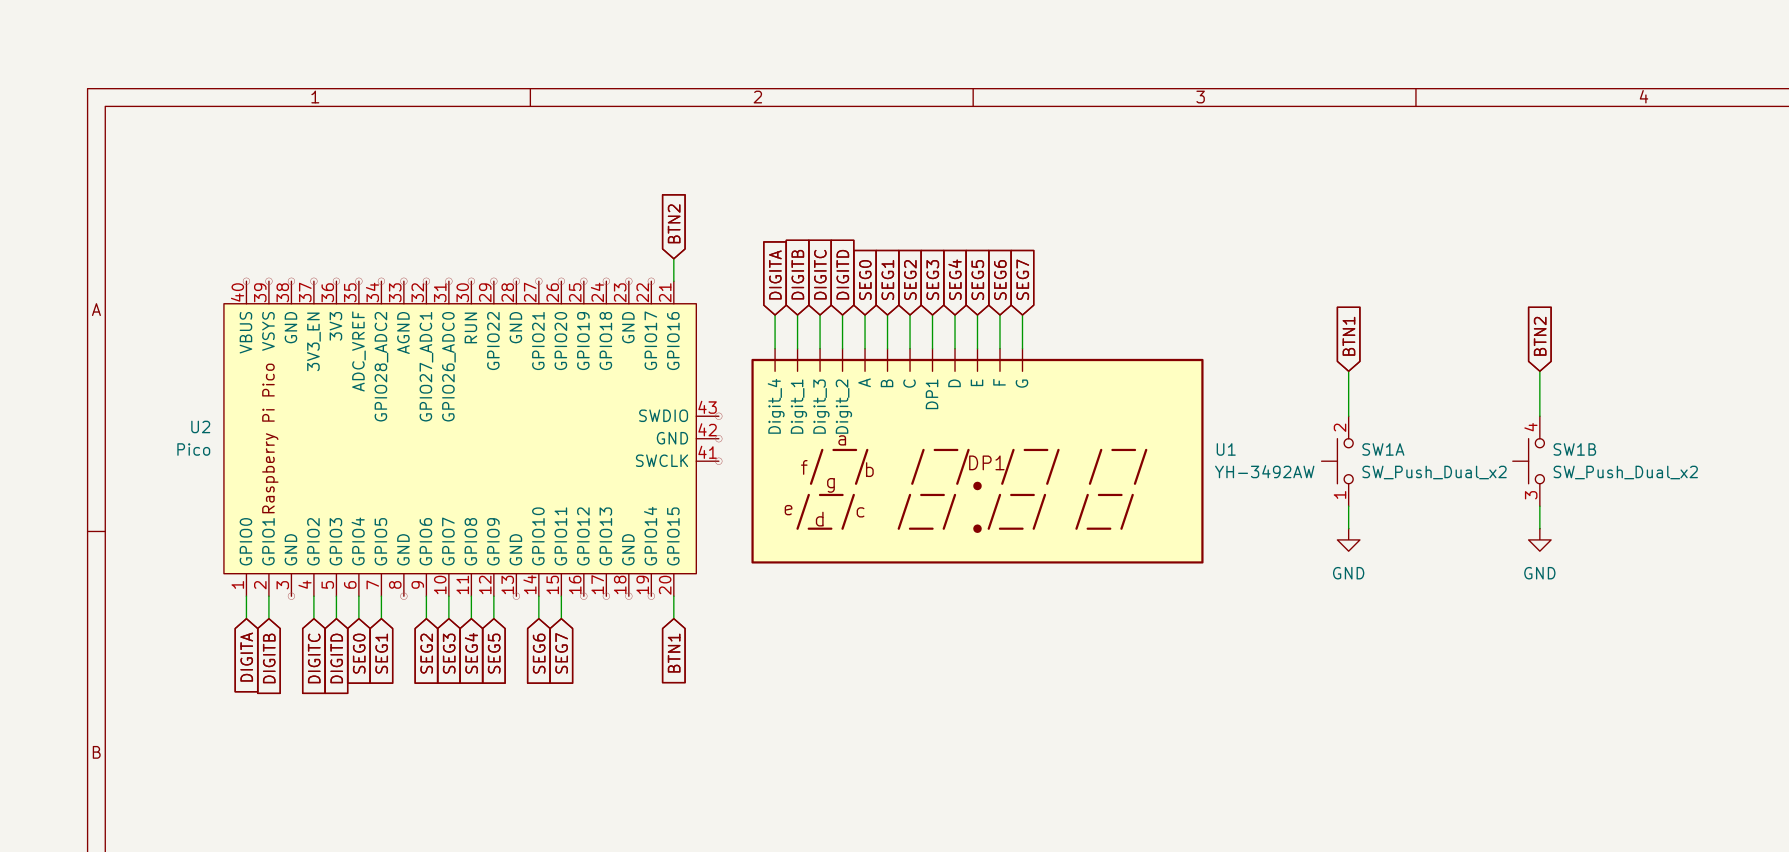 1 2 3 4
A
B
BTN2
40 39 38 37 36 35 34 33 32 31 30 29 28 27 26 25 24 23 22 21
VBUS VSYS GND 3V3_EN 3V3 ADC_VREF GPIO28_ADC2 AGND GPIO27_ADC1 GPIO26_ADC0 RUN GPIO22 GND GPIO21 GPIO20 GPIO19 GPIO18 GND GPIO17 GPIO16
Raspberry Pi Pico
U2
Pico
SWDIO 43
GND 42
SWCLK 41
GPIO0 GPIO1 GND GPIO2 GPIO3 GPIO4 GPIO5 GND GPIO6 GPIO7 GPIO8 GPIO9 GND GPIO10 GPIO11 GPIO12 GPIO13 GND GPIO14 GPIO15
1 2 3 4 5 6 7 8 9 10 11 12 13 14 15 16 17 18 19 20
DIGITA DIGITB DIGITC DIGITD SEG0 SEG1 SEG2 SEG3 SEG4 SEG5 SEG6 SEG7 BTN1
DIGITA DIGITB DIGITC DIGITD SEG0 SEG1 SEG2 SEG3 SEG4 SEG5 SEG6 SEG7
Digit_4 Digit_1 Digit_3 Digit_2 A B C DP1 D E F G
a
f b
g
e c
d
DP1
U1
YH-3492AW
BTN1
2
SW1A
SW_Push_Dual_x2
1
GND
BTN2
4
SW1B
SW_Push_Dual_x2
3
GND